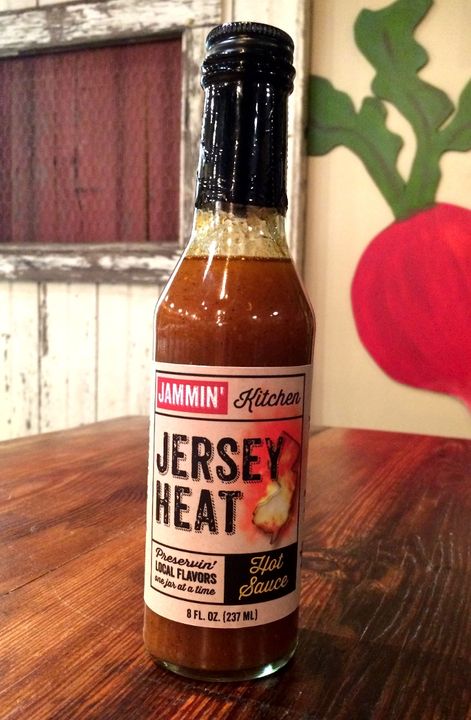 JAMMIN' Kitchen
JERSEY
HEAT
Preservin'
LOCAL FLAVORS
one jar at a time
Hot
Sauce
8 FL. OZ. (237 ML)